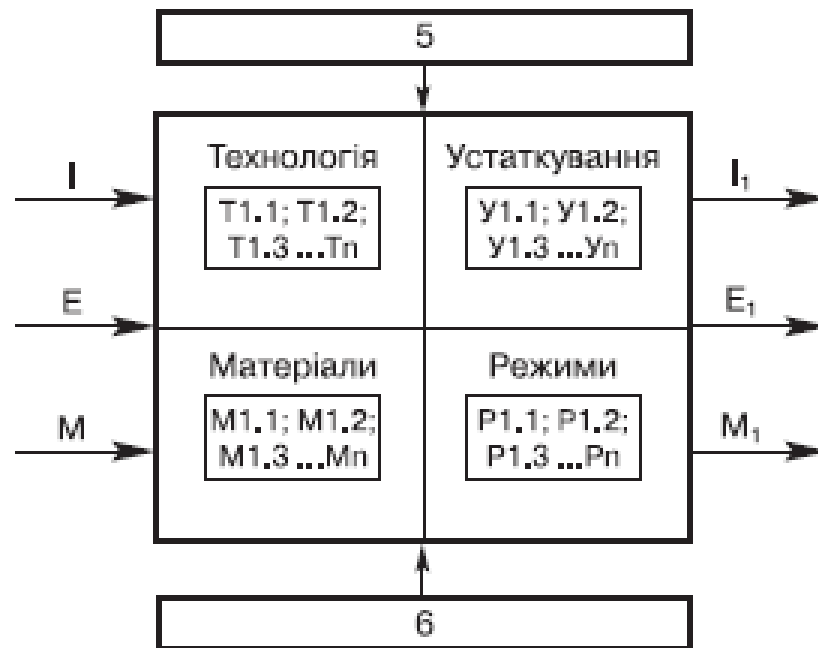 5
Технологія
Устаткування
Т1.1; Т1.2;
Т1.3 ...Тn
У1.1; У1.2;
У1.3 ...Уn
I
I₁
E
E₁
Матеріали
Режими
М1.1; М1.2;
М1.3 ...Мn
Р1.1; Р1.2;
Р1.3 ...Рn
M
M₁
6